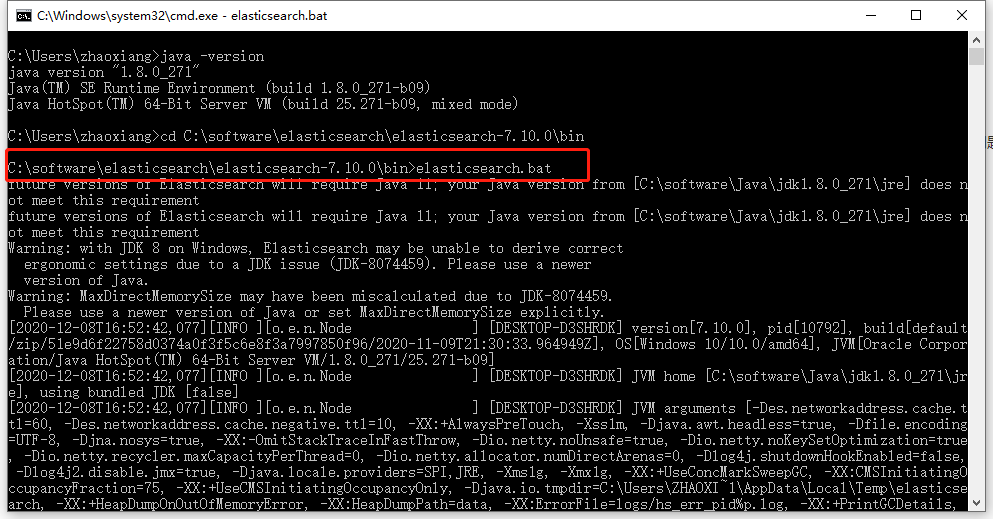 C:\Windows\system32\cmd.exe - elasticsearch.bat
C:\Users\zhaoxiang>java -version
java version "1.8.0_271"
Java(TM) SE Runtime Environment (build 1.8.0_271-b09)
Java HotSpot(TM) 64-Bit Server VM (build 25.271-b09, mixed mode)
C:\Users\zhaoxiang>cd C:\software\elasticsearch\elasticsearch-7.10.0\bin
C:\software\elasticsearch\elasticsearch-7.10.0\bin>elasticsearch.bat
future versions of Elasticsearch will require Java 11; your Java version from [C:\software\Java\jdk1.8.0_271\jre] does n
ot meet this requirement
future versions of Elasticsearch will require Java 11; your Java version from [C:\software\Java\jdk1.8.0_271\jre] does n
ot meet this requirement
Warning: with JDK 8 on Windows, Elasticsearch may be unable to derive correct
ergonomic settings due to a JDK issue (JDK-8074459). Please use a newer
version of Java.
Warning: MaxDirectMemorySize may have been miscalculated due to JDK-8074459.
Please use a newer version of Java or set MaxDirectMemorySize explicitly.
[2020-12-08T16:52:42,077][INFO ][o.e.n.Node ] [DESKTOP-D3SHRDK] version[7.10.0], pid[10792], build[default
/zip/51e9d6f22758d0374a0f3f5c6e8f3a7997850f96/2020-11-09T21:30:33.964949Z], OS[Windows 10/10.0/amd64], JVM[Oracle Corpor
ation/Java HotSpot(TM) 64-Bit Server VM/1.8.0_271/25.271-b09]
[2020-12-08T16:52:42,077][INFO ][o.e.n.Node ] [DESKTOP-D3SHRDK] JVM home [C:\software\Java\jdk1.8.0_271\jr
e], using bundled JDK [false]
[2020-12-08T16:52:42,077][INFO ][o.e.n.Node ] [DESKTOP-D3SHRDK] JVM arguments [-Des.networkaddress.cache.t
tl=60, -Des.networkaddress.cache.negative.ttl=10, -XX:+AlwaysPreTouch, -Xss1m, -Djava.awt.headless=true, -Dfile.encoding
=UTF-8, -Djna.nosys=true, -XX:-OmitStackTraceInFastThrow, -Dio.netty.noUnsafe=true, -Dio.netty.noKeySetOptimization=true
, -Dio.netty.recycler.maxCapacityPerThread=0, -Dio.netty.allocator.numDirectArenas=0, -Dlog4j.shutdownHookEnabled=false,
-Dlog4j2.disable.jmx=true, -Djava.locale.providers=SPI,JRE, -Xms1g, -Xmx1g, -XX:+UseConcMarkSweepGC, -XX:CMSInitiatingO
ccupancyFraction=75, -XX:+UseCMSInitiatingOccupancyOnly, -Djava.io.tmpdir=C:\Users\ZHAOXI~1\AppData\Local\Temp\elasticse
arch, -XX:+HeapDumpOnOutOfMemoryError, -XX:HeapDumpPath=data, -XX:ErrorFile=logs/hs_err_pid%p.log, -XX:+PrintGCDetails,